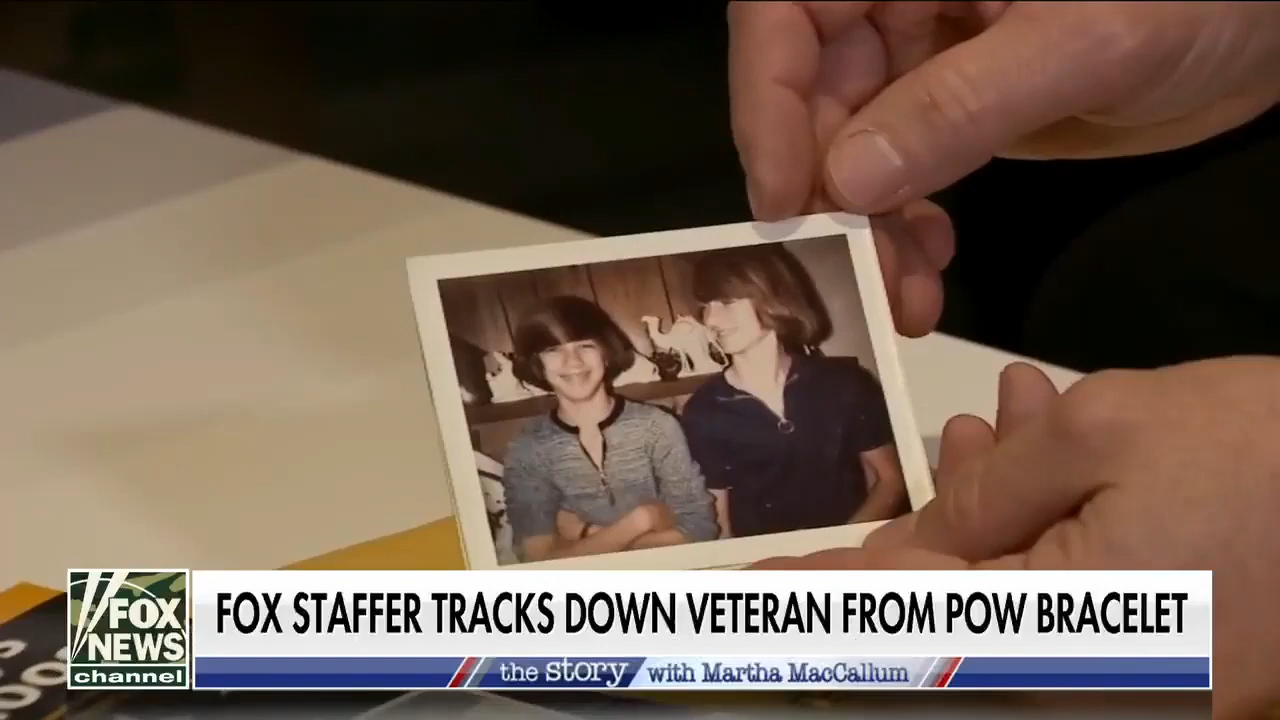 FOX STAFFER TRACKS DOWN VETERAN FROM POW BRACELET
FOX
NEWS
channel
the story with Martha MacCallum